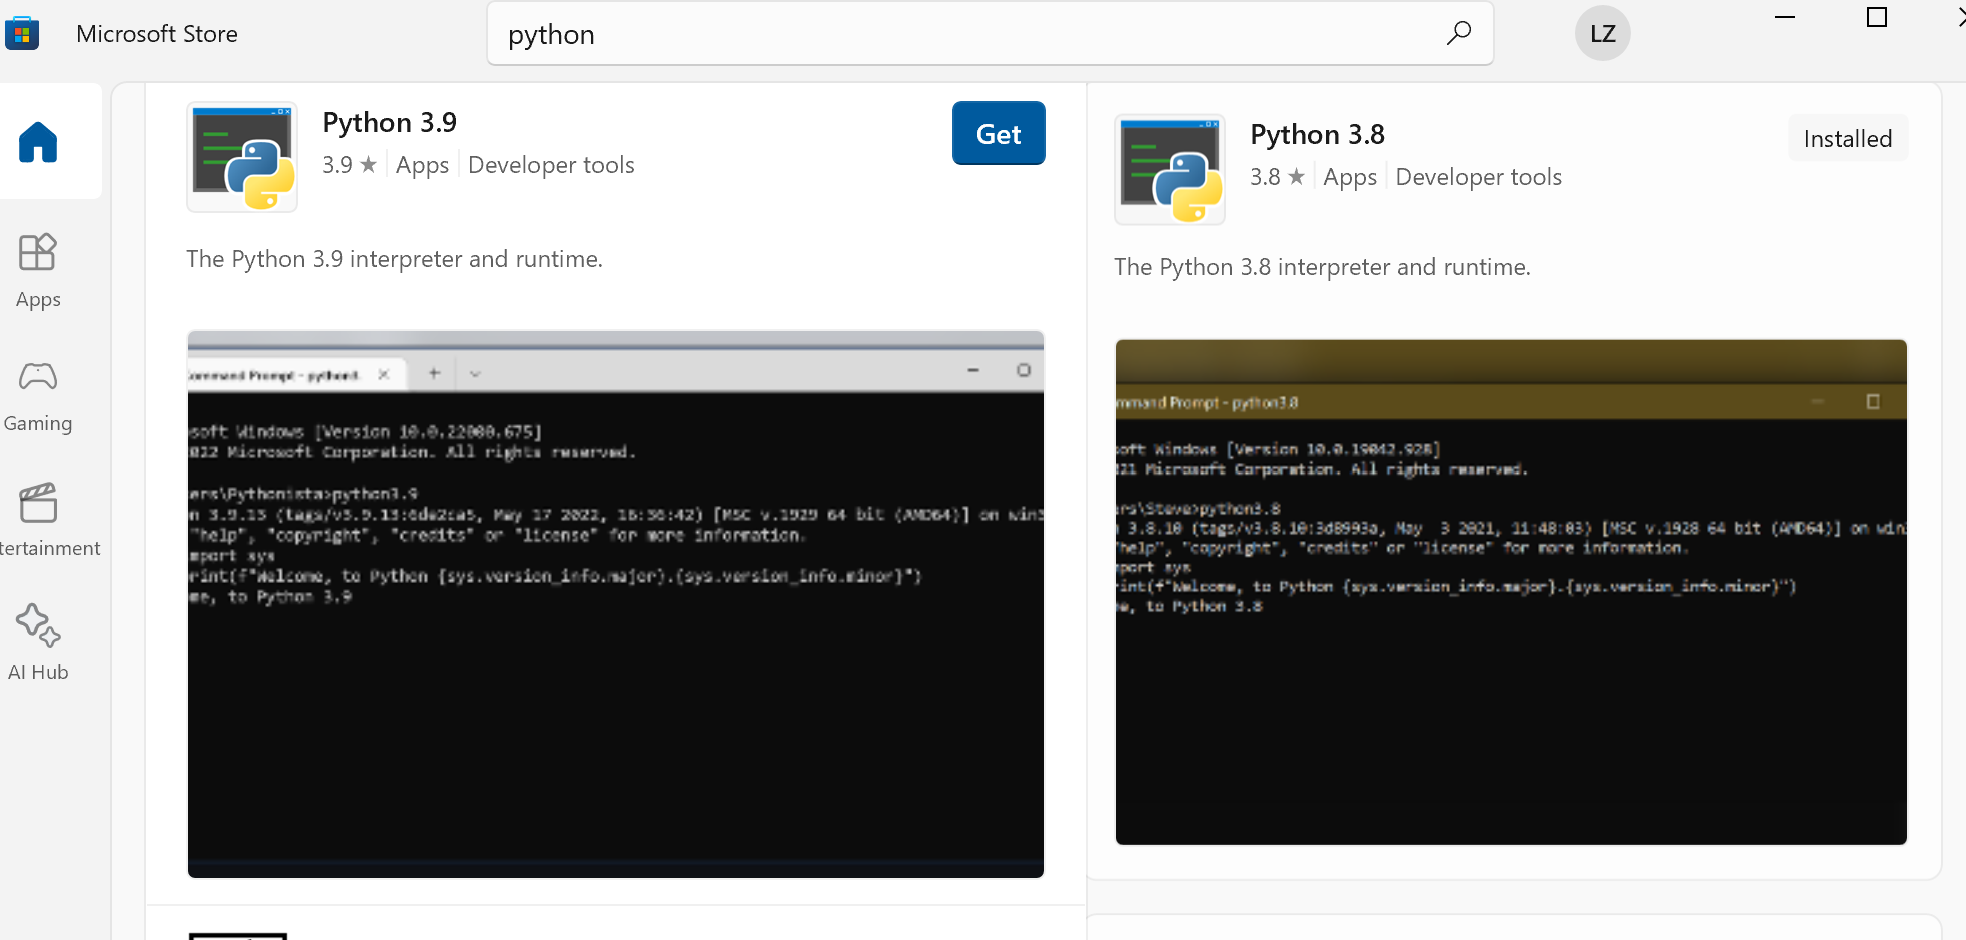 Microsoft Store
python
LZ
Python 3.9
3.9 ★ Apps Developer tools
Get
The Python 3.9 interpreter and runtime.
ommand Prompt - python3.
soft Windows [Version 10.0.22000.675]
022 Microsoft Corporation. All rights reserved.
ers\Pythonista>python3.9
n 3.9.13 (tags/v3.9.13:6de2ca5, May 17 2022, 16:36:42) [MSC v.1929 64 bit (AMD64)] on win3
"help", "copyright", "credits" or "license" for more information.
mport sys
rint(f"Welcome, to Python {sys.version_info.major}.{sys.version_info.minor}")
me, to Python 3.9
Python 3.8
3.8 ★ Apps Developer tools
Installed
The Python 3.8 interpreter and runtime.
mmand Prompt - python3.8
oft Windows [Version 10.0.19042.928]
21 Microsoft Corporation. All rights reserved.
rs\Steve>python3.8
3.8.10 (tags/v3.8.10:3d8993a, May 3 2021, 11:48:03) [MSC v.1928 64 bit (AMD64)] on win
help", "copyright", "credits" or "license" for more information.
port sys
int(f"Welcome, to Python {sys.version_info.major}.{sys.version_info.minor}")
e, to Python 3.8
Apps
Gaming
tertainment
AI Hub